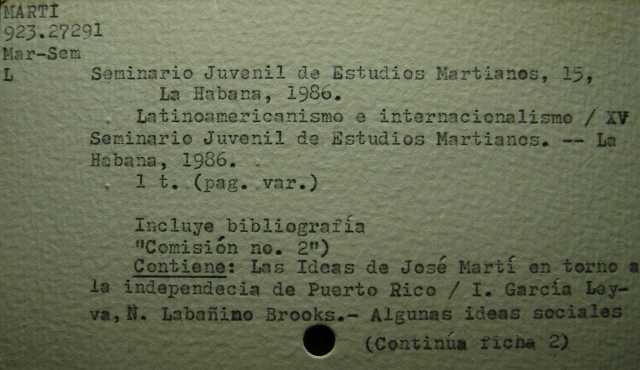 MARTÍ
923.27291
Mar-Sem
L Seminario Juvenil de Estudios Martianos, 15,
La Habana, 1986.
Latinoamericanismo e internacionalismo / XV
Seminario Juvenil de Estudios Martianos. -- La
Habana, 1986.
1 t. (pag. var.)
Incluye bibliografía
"Comisión no. 2")
Contiene: Las Ideas de José Martí en torno a
la independecia de Puerto Rico / I. García Ley-
va, N. Labañino Brooks.- Algunas ideas sociales
(Continúa ficha 2)